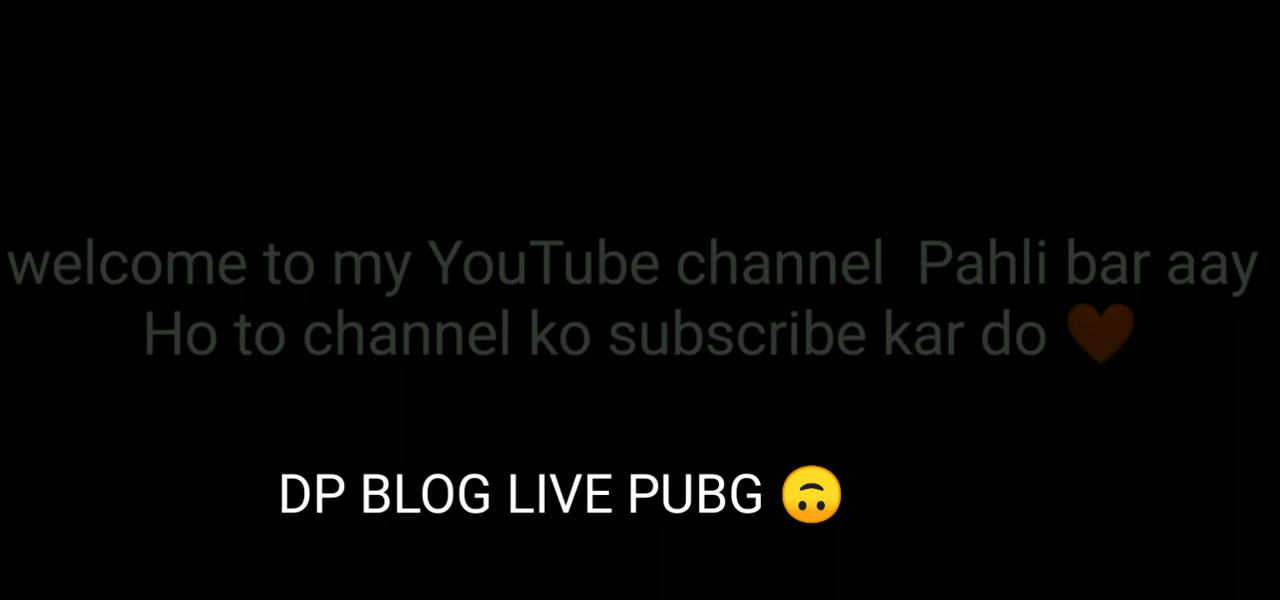 welcome to my YouTube channel  Pahli bar aay
Ho to channel ko subscribe kar do 🧡
DP BLOG LIVE PUBG 🙃